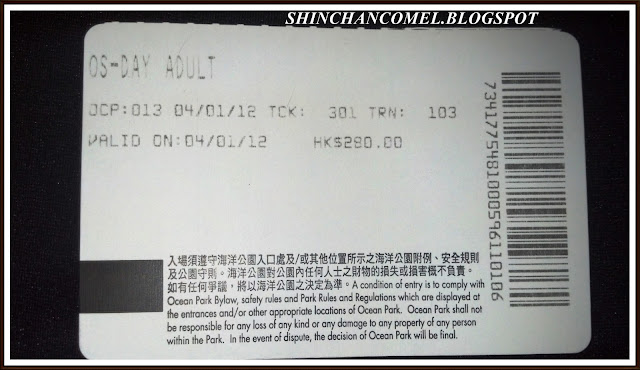 SHINCHANCOMEL.BLOGSPOT
OS-DAY ADULT
OCP:013 04/01/12 TCK: 301 TRN: 103
VALID ON:04/01/12 HK$280.00
7341775481000596110106
入場須遵守海洋公園入口處及/或其他位置所示之海洋公園附例、安全規則
及公園守則。海洋公園對公園內任何人士之財物的損失或損害概不負責。
如有任何爭議，將以海洋公園之決定為準。A condition of entry is to comply with
Ocean Park Bylaw, safety rules and Park Rules and Regulations which are displayed at
the entrances and/or other appropriate locations of Ocean Park. Ocean Park shall not
be responsible for any loss of any kind or any damage to any property of any person
within the Park. In the event of dispute, the decision of Ocean Park will be final.